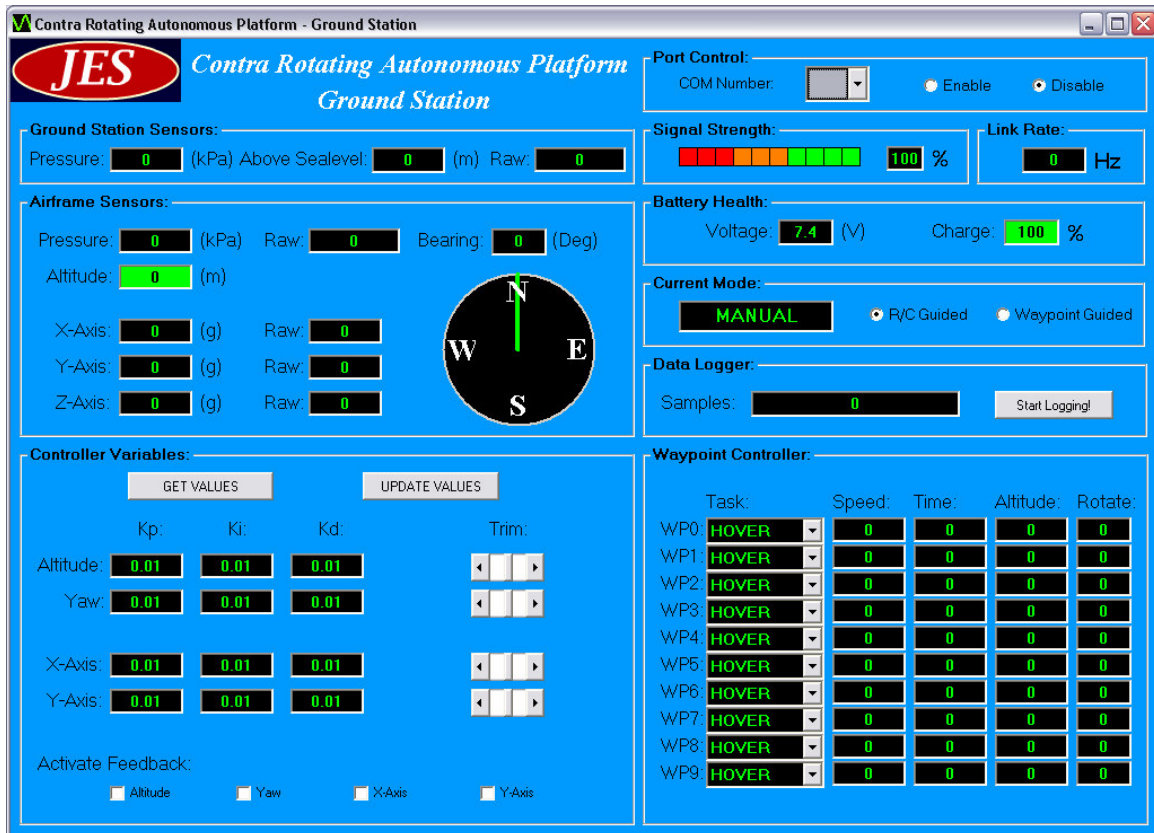 Contra Rotating Autonomous Platform - Ground Station
JES
Contra Rotating Autonomous Platform
Ground Station
Port Control:
COM Number:
Enable
Disable
Ground Station Sensors:
Pressure: 0 (kPa) Above Sealevel: 0 (m) Raw: 0
Signal Strength:
100 %
Link Rate:
0 Hz
Airframe Sensors:
Pressure: 0 (kPa) Raw: 0 Bearing: 0 (Deg)
Altitude: 0 (m)
X-Axis: 0 (g) Raw: 0
Y-Axis: 0 (g) Raw: 0
Z-Axis: 0 (g) Raw: 0
N
W E
S
Battery Health:
Voltage: 7.4 (V) Charge: 100 %
Current Mode:
MANUAL R/C Guided Waypoint Guided
Data Logger:
Samples: 0 Start Logging!
Controller Variables:
GET VALUES UPDATE VALUES
Kp: Ki: Kd: Trim:
Altitude: 0.01 0.01 0.01
Yaw: 0.01 0.01 0.01
X-Axis: 0.01 0.01 0.01
Y-Axis: 0.01 0.01 0.01
Activate Feedback:
Altitude Yaw X-Axis Y-Axis
Waypoint Controller:
Task: Speed: Time: Altitude: Rotate:
WP0: HOVER 0 0 0 0
WP1: HOVER 0 0 0 0
WP2: HOVER 0 0 0 0
WP3: HOVER 0 0 0 0
WP4: HOVER 0 0 0 0
WP5: HOVER 0 0 0 0
WP6: HOVER 0 0 0 0
WP7: HOVER 0 0 0 0
WP8: HOVER 0 0 0 0
WP9: HOVER 0 0 0 0